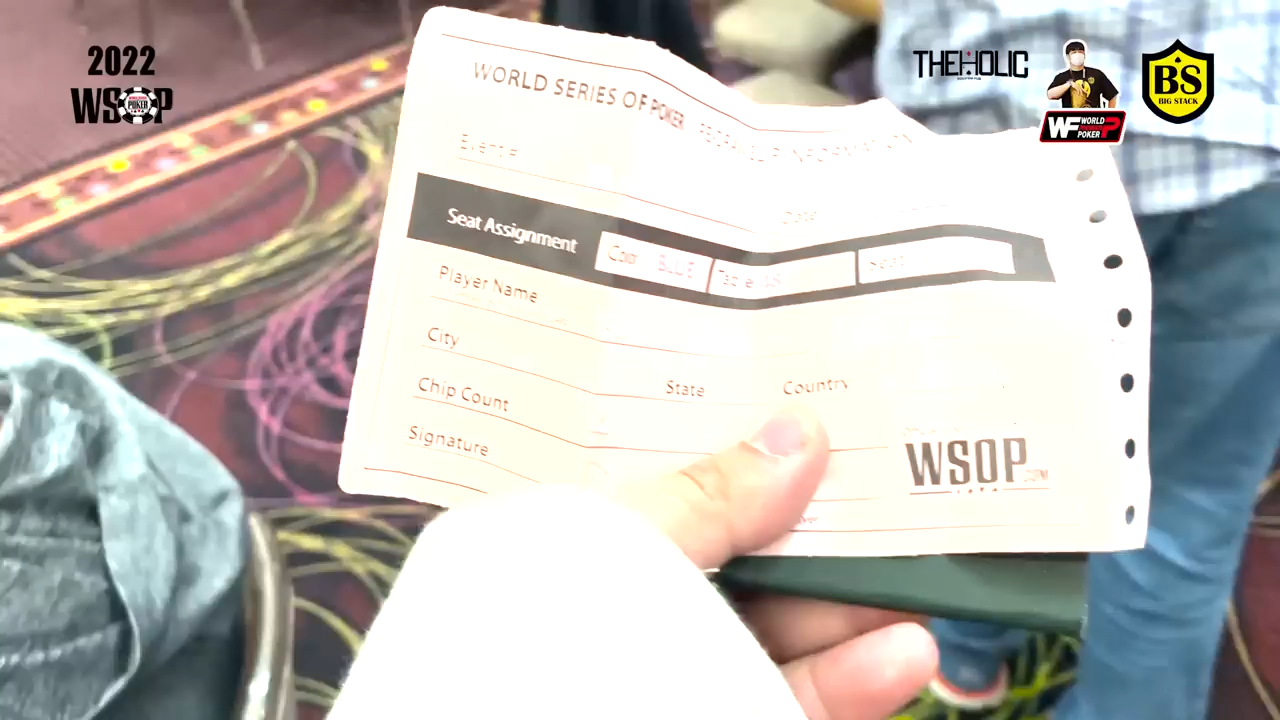 2022
WSOP
THEHOLIC
WF WORLD
POKER
BS
BIG STACK
WORLD SERIES OF POKER
Event #
Date
Seat Assignment
Color BLUE Table Seat
Player Name
City
State Country
Chip Count
Signature
WSOP.COM